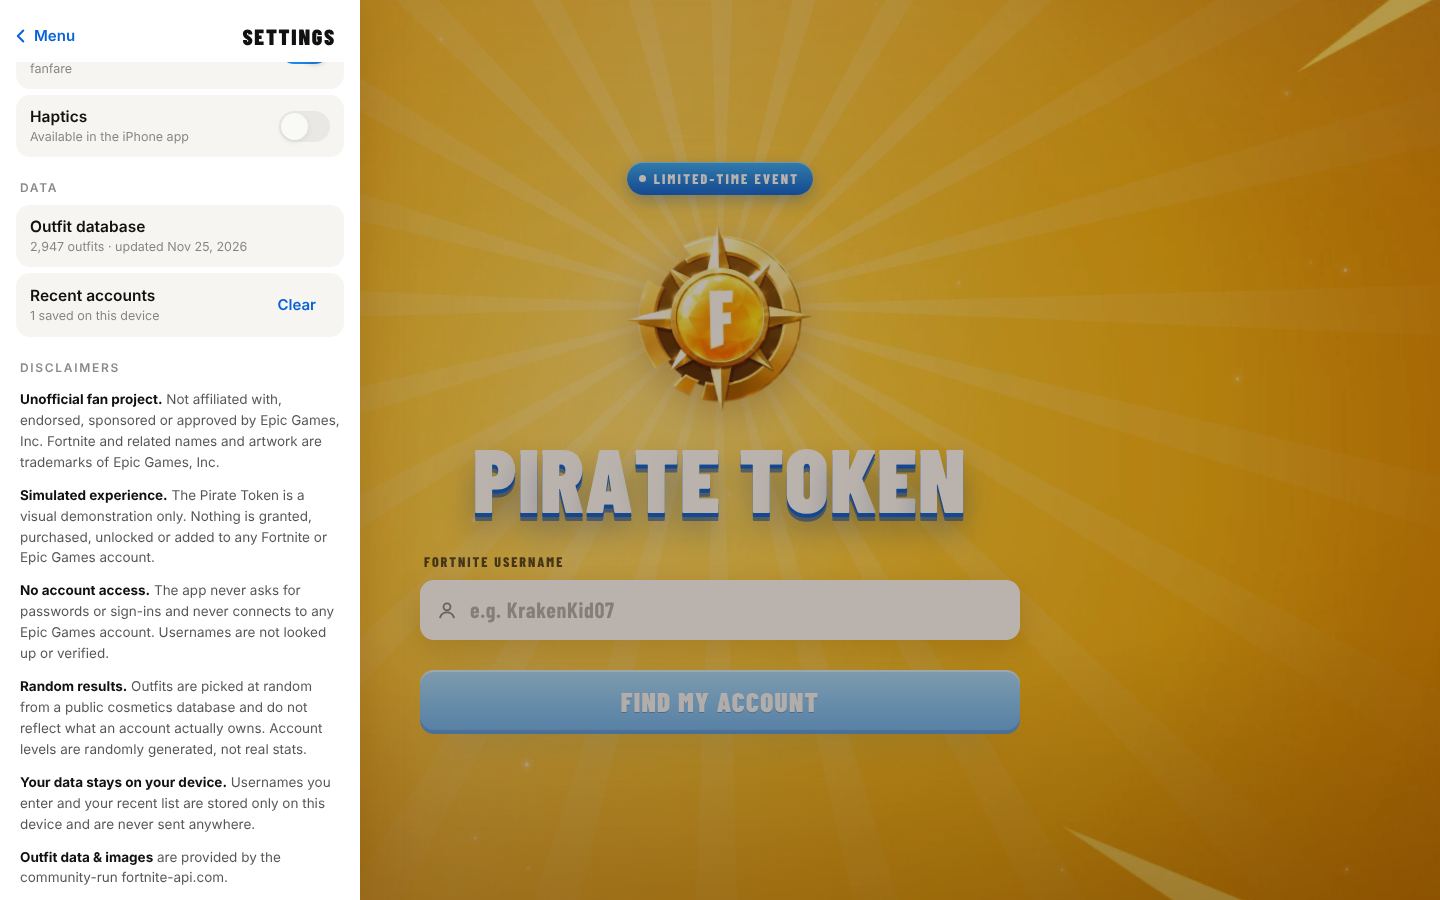 Menu
SETTINGS
fanfare
Haptics
Available in the iPhone app
DATA
Outfit database
2,947 outfits · updated Nov 25, 2026
Recent accounts
1 saved on this device
Clear
DISCLAIMERS
Unofficial fan project. Not affiliated with,
endorsed, sponsored or approved by Epic Games,
Inc. Fortnite and related names and artwork are
trademarks of Epic Games, Inc.
Simulated experience. The Pirate Token is a
visual demonstration only. Nothing is granted,
purchased, unlocked or added to any Fortnite or
Epic Games account.
No account access. The app never asks for
passwords or sign-ins and never connects to any
Epic Games account. Usernames are not looked
up or verified.
Random results. Outfits are picked at random
from a public cosmetics database and do not
reflect what an account actually owns. Account
levels are randomly generated, not real stats.
Your data stays on your device. Usernames you
enter and your recent list are stored only on this
device and are never sent anywhere.
Outfit data & images are provided by the
community-run fortnite-api.com.
LIMITED-TIME EVENT
F
PIRATE TOKEN
FORTNITE USERNAME
e.g. KrakenKid07
FIND MY ACCOUNT